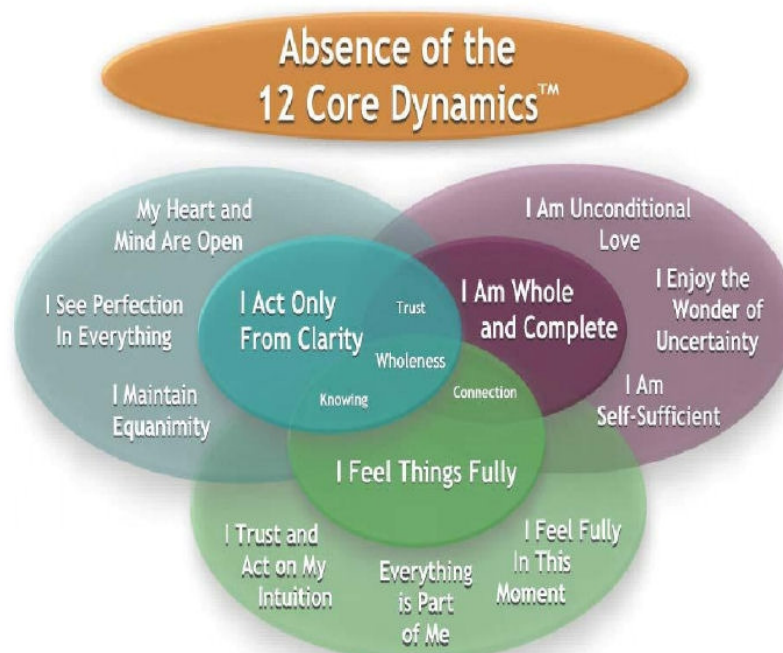 Absence of the
12 Core Dynamics™
My Heart and
Mind Are Open
I See Perfection
In Everything
I Maintain
Equanimity
I Act Only
From Clarity
Trust
Wholeness
Knowing
Connection
I Am Whole
and Complete
I Am Unconditional
Love
I Enjoy the
Wonder of
Uncertainty
I Am
Self-Sufficient
I Feel Things Fully
I Trust and
Act on My
Intuition
Everything
is Part
of Me
I Feel Fully
In This
Moment